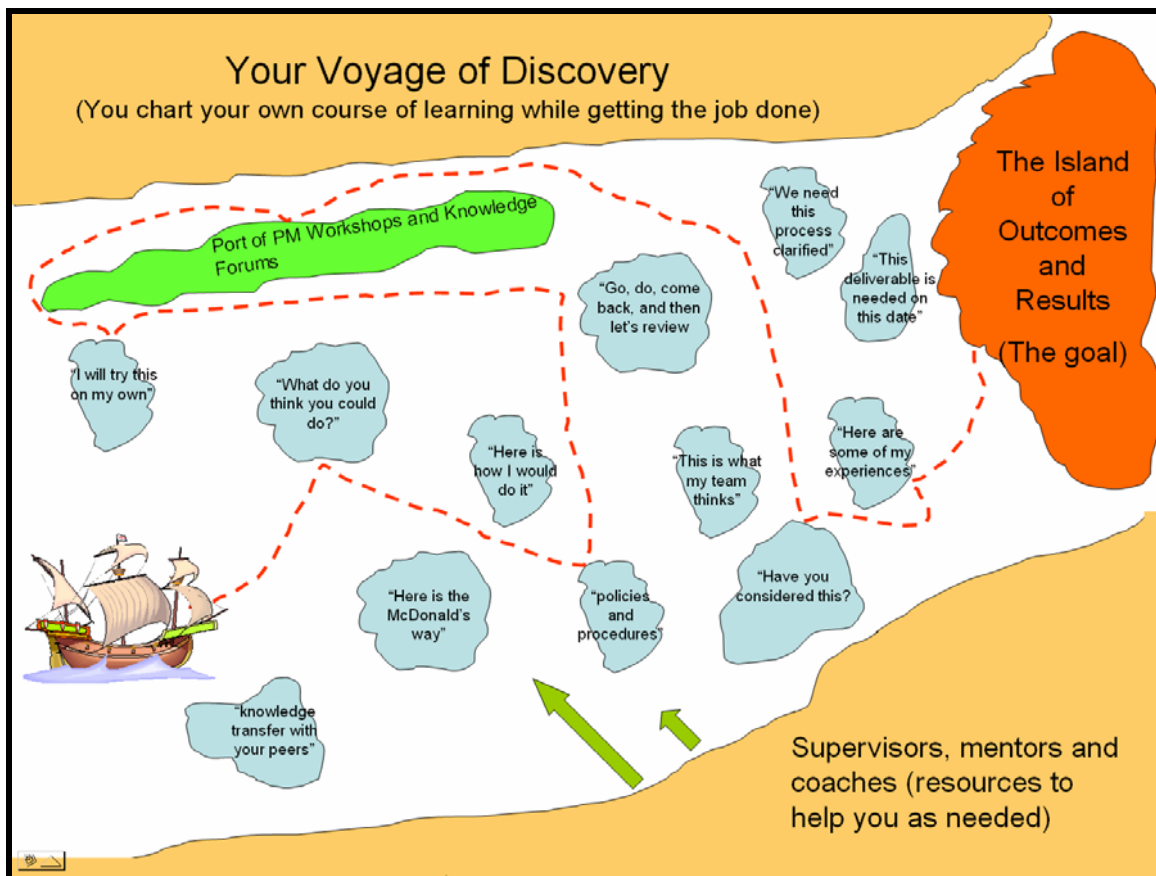 Your Voyage of Discovery
(You chart your own course of learning while getting the job done)
The Island
of
Outcomes
and
Results
(The goal)
Port of PM Workshops and Knowledge
Forums
“We need
this
process
clarified”
“This
deliverable is
needed on
this date”
“Go, do, come
back, and then
let’s review
“I will try this
on my own”
“What do you
think you could
do?”
“Here is
how I would
do it”
“This is what
my team
thinks”
“Here are
some of my
experiences”
“Here is the
McDonald’s
way”
“policies
and
procedures”
“Have you
considered this?
“knowledge
transfer with
your peers”
Supervisors, mentors and
coaches (resources to
help you as needed)